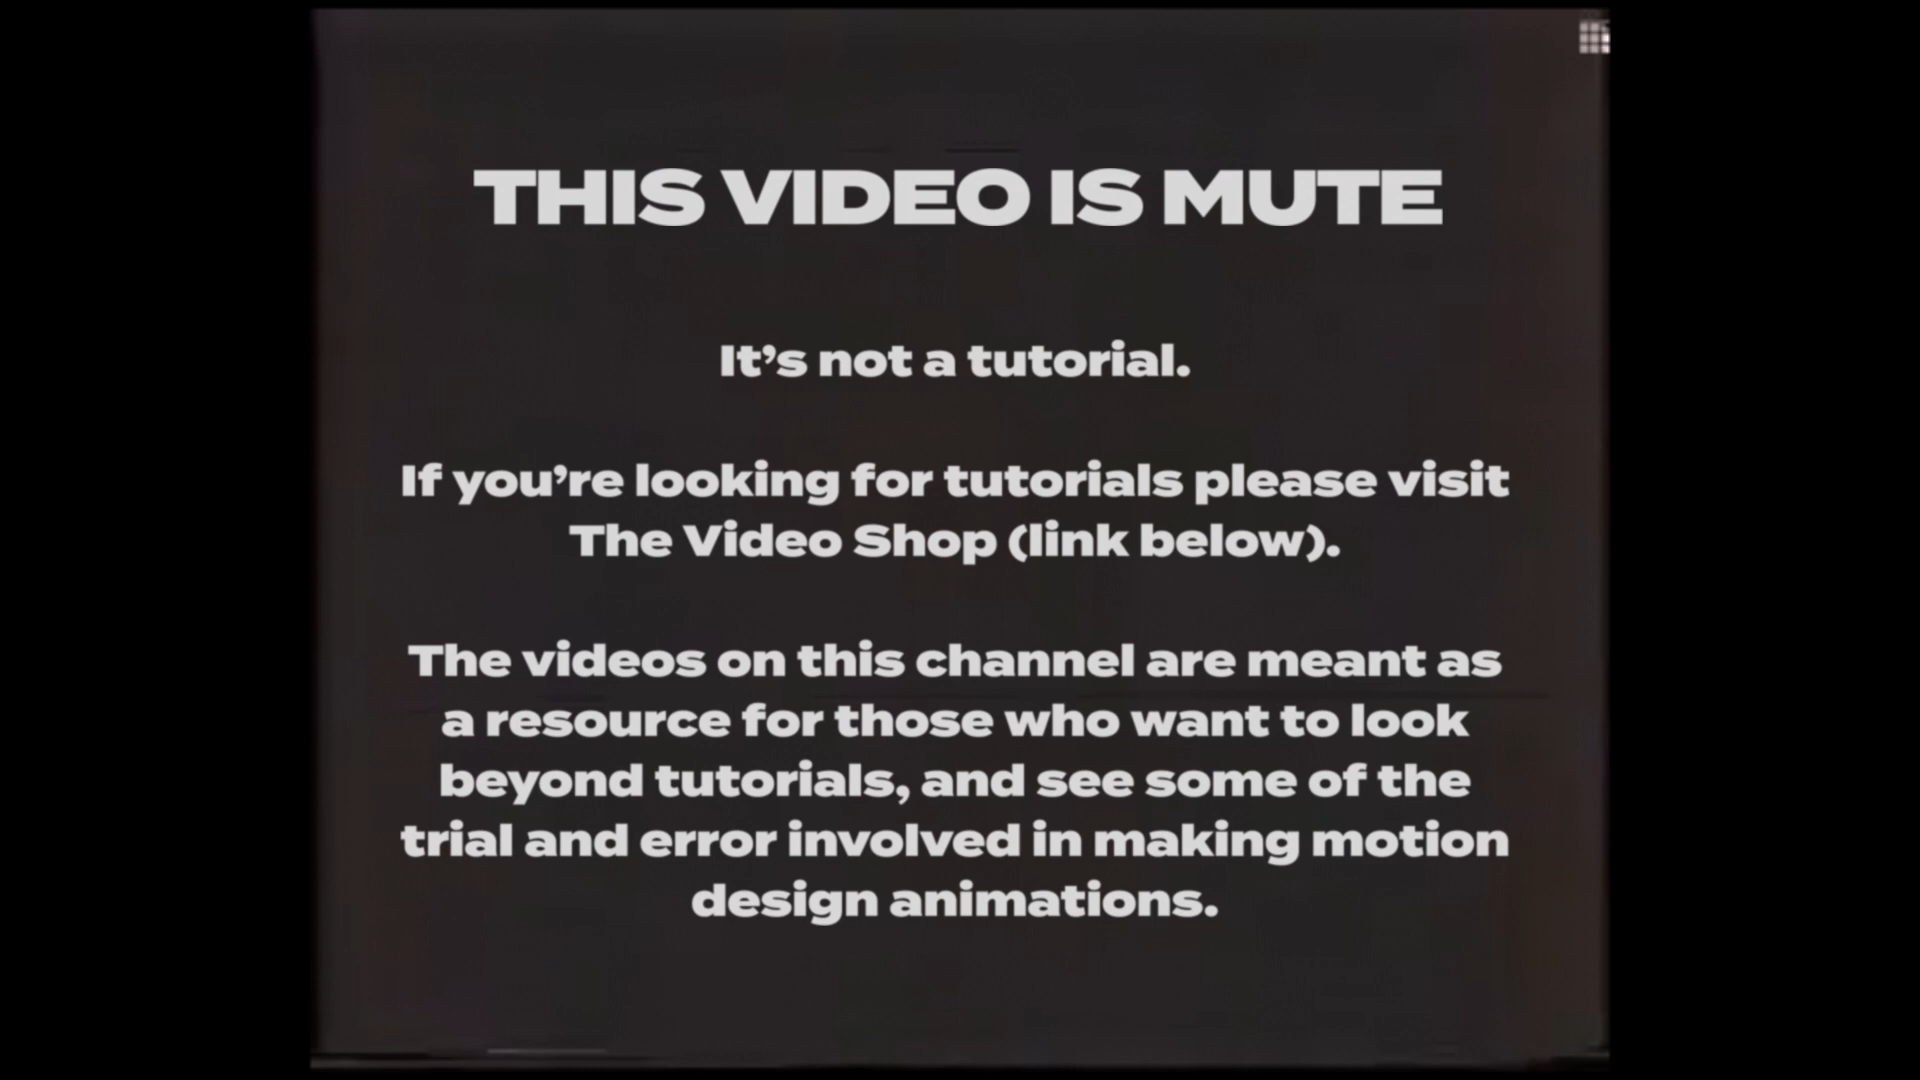 THIS VIDEO IS MUTE
It’s not a tutorial.
If you’re looking for tutorials please visit
The Video Shop (link below).
The videos on this channel are meant as
a resource for those who want to look
beyond tutorials, and see some of the
trial and error involved in making motion
design animations.